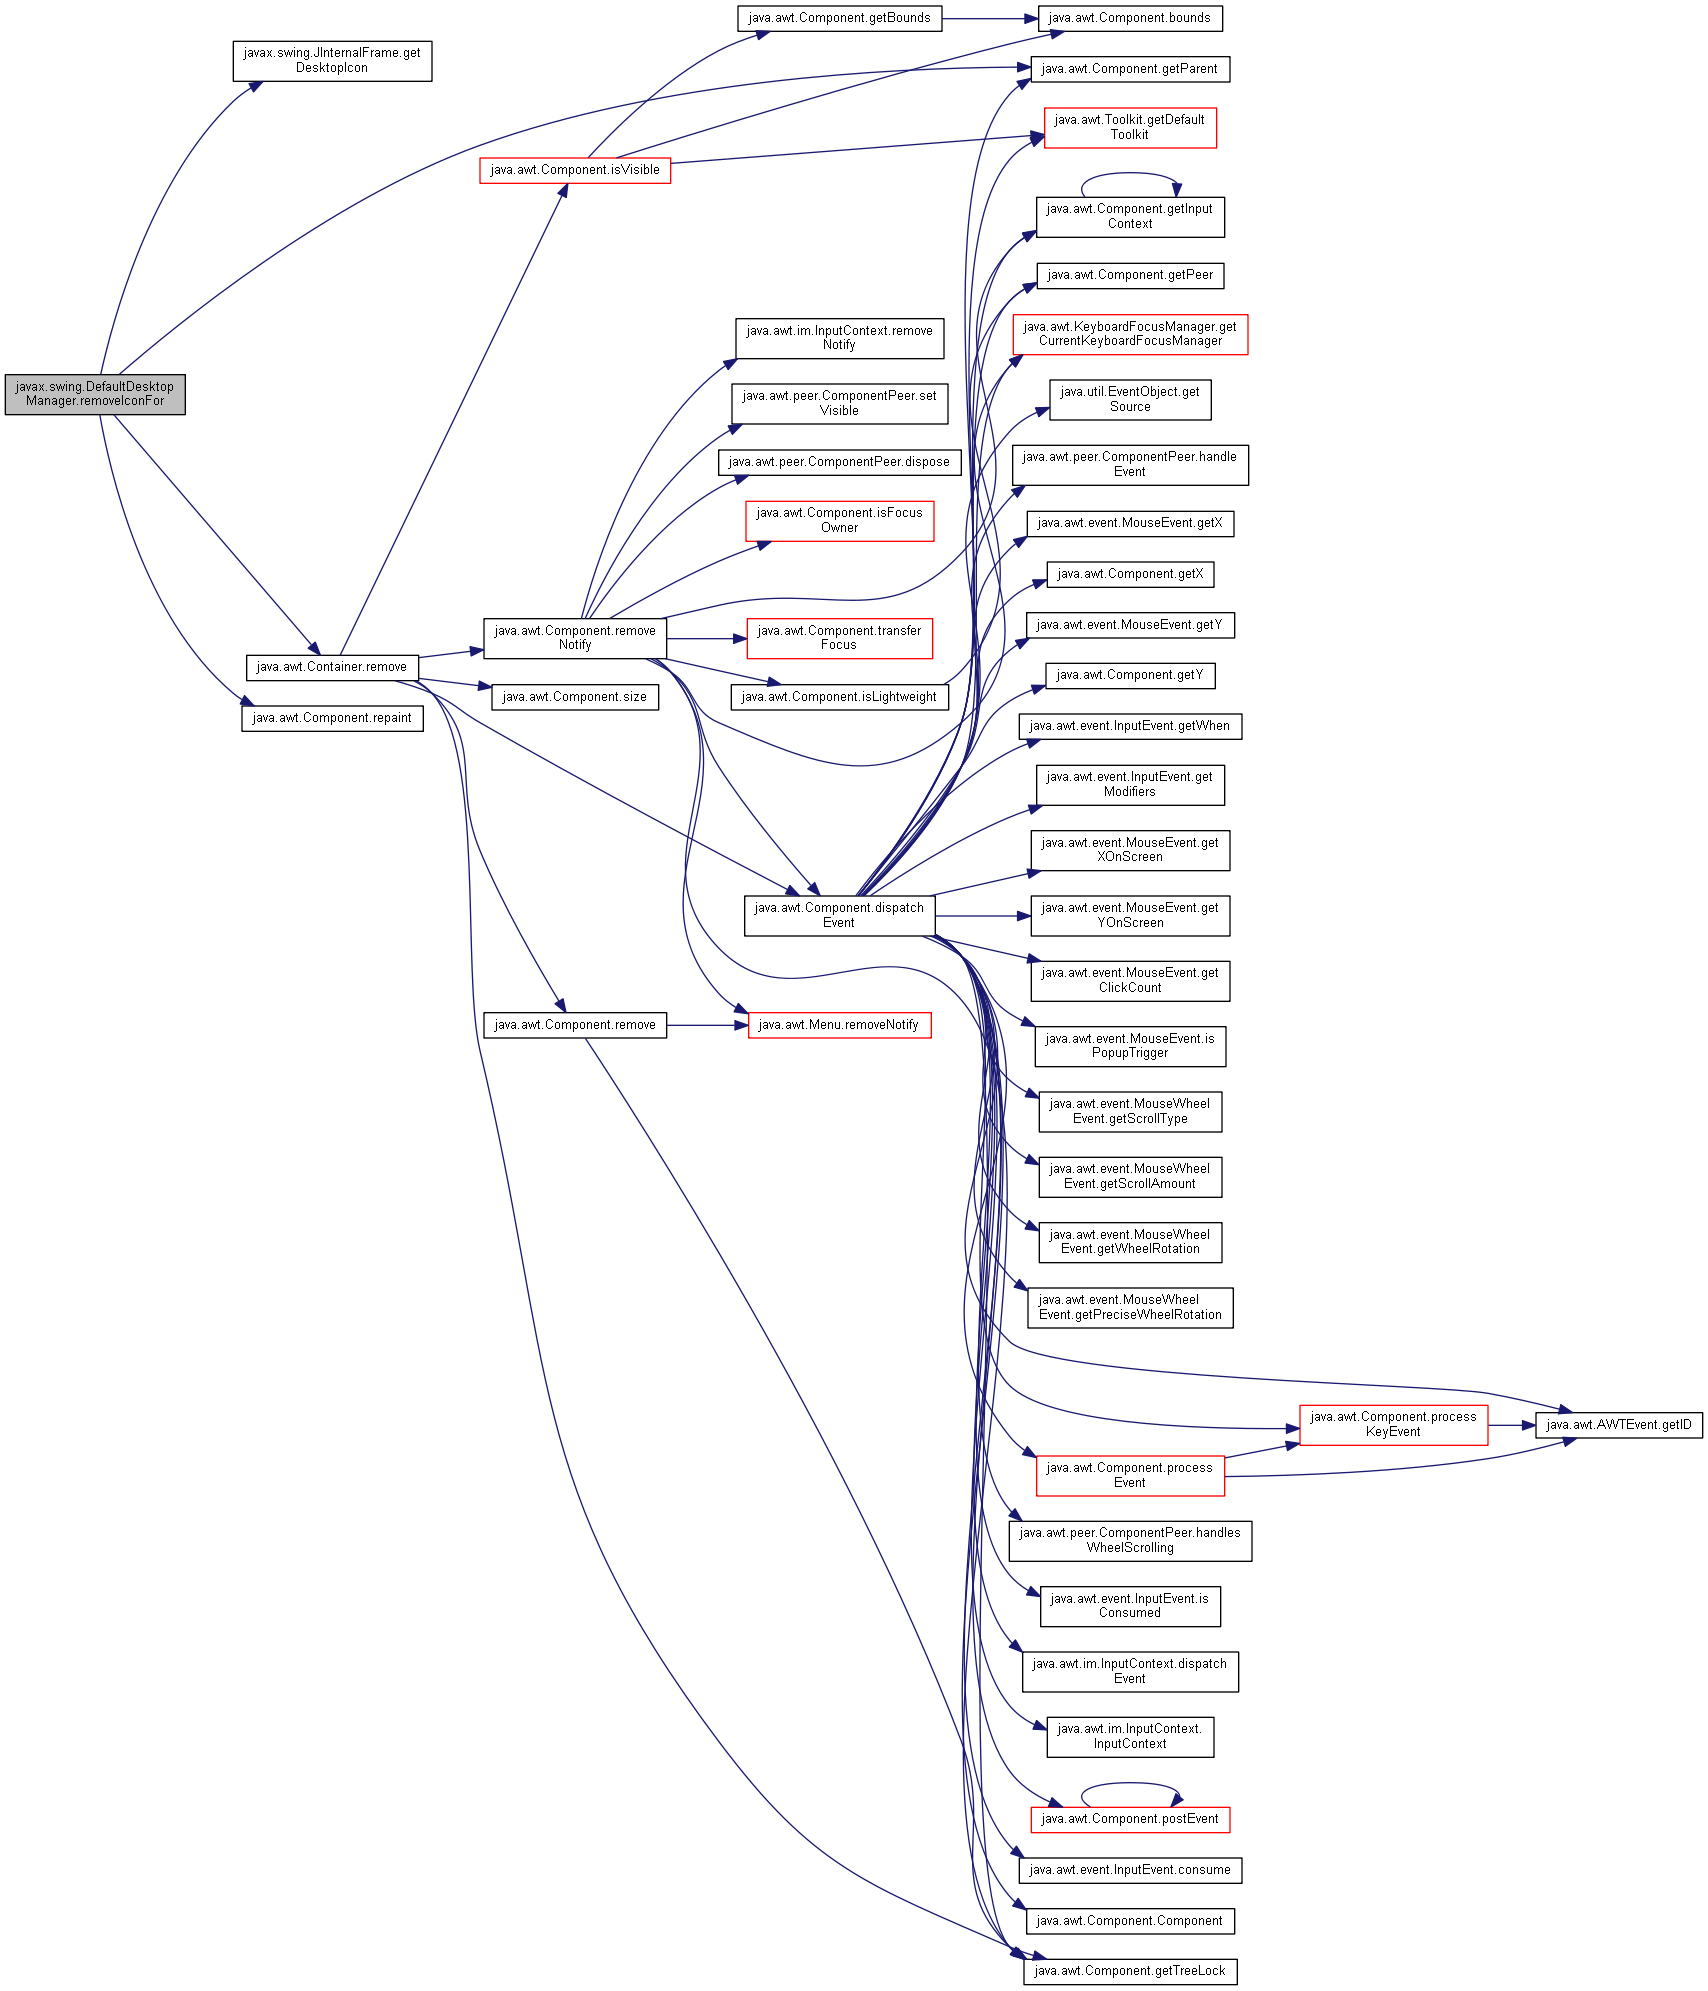 javax.swing.DefaultDesktop
Manager.removeIconFor
javax.swing.JInternalFrame.get
DesktopIcon
java.awt.Container.remove
java.awt.Component.repaint
java.awt.Component.isVisible
java.awt.Component.remove
Notify
java.awt.Component.size
java.awt.Component.remove
java.awt.Component.getBounds
java.awt.im.InputContext.remove
Notify
java.awt.peer.ComponentPeer.set
Visible
java.awt.peer.ComponentPeer.dispose
java.awt.Component.isFocus
Owner
java.awt.Component.transfer
Focus
java.awt.Component.isLightweight
java.awt.Component.dispatch
Event
java.awt.Menu.removeNotify
java.awt.Component.bounds
java.awt.Component.getParent
java.awt.Toolkit.getDefault
Toolkit
java.awt.Component.getInput
Context
java.awt.Component.getPeer
java.awt.KeyboardFocusManager.get
CurrentKeyboardFocusManager
java.util.EventObject.get
Source
java.awt.peer.ComponentPeer.handle
Event
java.awt.event.MouseEvent.getX
java.awt.Component.getX
java.awt.event.MouseEvent.getY
java.awt.Component.getY
java.awt.event.InputEvent.getWhen
java.awt.event.InputEvent.get
Modifiers
java.awt.event.MouseEvent.get
XOnScreen
java.awt.event.MouseEvent.get
YOnScreen
java.awt.event.MouseEvent.get
ClickCount
java.awt.event.MouseEvent.is
PopupTrigger
java.awt.event.MouseWheel
Event.getScrollType
java.awt.event.MouseWheel
Event.getScrollAmount
java.awt.event.MouseWheel
Event.getWheelRotation
java.awt.event.MouseWheel
Event.getPreciseWheelRotation
java.awt.Component.process
KeyEvent
java.awt.AWTEvent.getID
java.awt.Component.process
Event
java.awt.peer.ComponentPeer.handles
WheelScrolling
java.awt.event.InputEvent.is
Consumed
java.awt.im.InputContext.dispatch
Event
java.awt.im.InputContext.
InputContext
java.awt.Component.postEvent
java.awt.event.InputEvent.consume
java.awt.Component.Component
java.awt.Component.getTreeLock